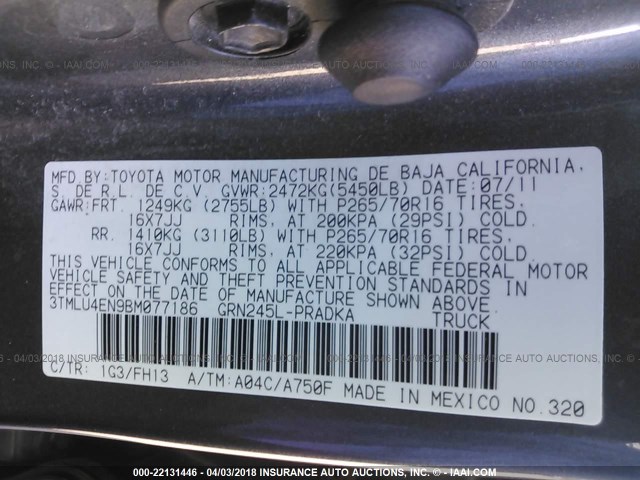 MFD.BY:TOYOTA MOTOR MANUFACTURING DE BAJA CALIFORNIA,
S. DE R.L. DE C.V. GVWR:2472KG(5450LB) DATE:07/11
GAWR:FRT. 1249KG (2755LB) WITH P265/70R16 TIRES,
16X7JJ RIMS, AT 200KPA (29PSI) COLD.
RR. 1410KG (3110LB) WITH P265/70R16 TIRES,
16X7JJ RIMS, AT 220KPA (32PSI) COLD.
THIS VEHICLE CONFORMS TO ALL APPLICABLE FEDERAL MOTOR
VEHICLE SAFETY AND THEFT PREVENTION STANDARDS IN
EFFECT ON THE DATE OF MANUFACTURE SHOWN ABOVE.
3TMLU4EN9BM077186 GRN245L-PRADKA TRUCK
C/TR: 1G3/FH13 A/TM:A04C/A750F MADE IN MEXICO NO.320
000-22131446 - 04/03/2018 INSURANCE AUTO AUCTIONS, INC. - © IAAI.COM